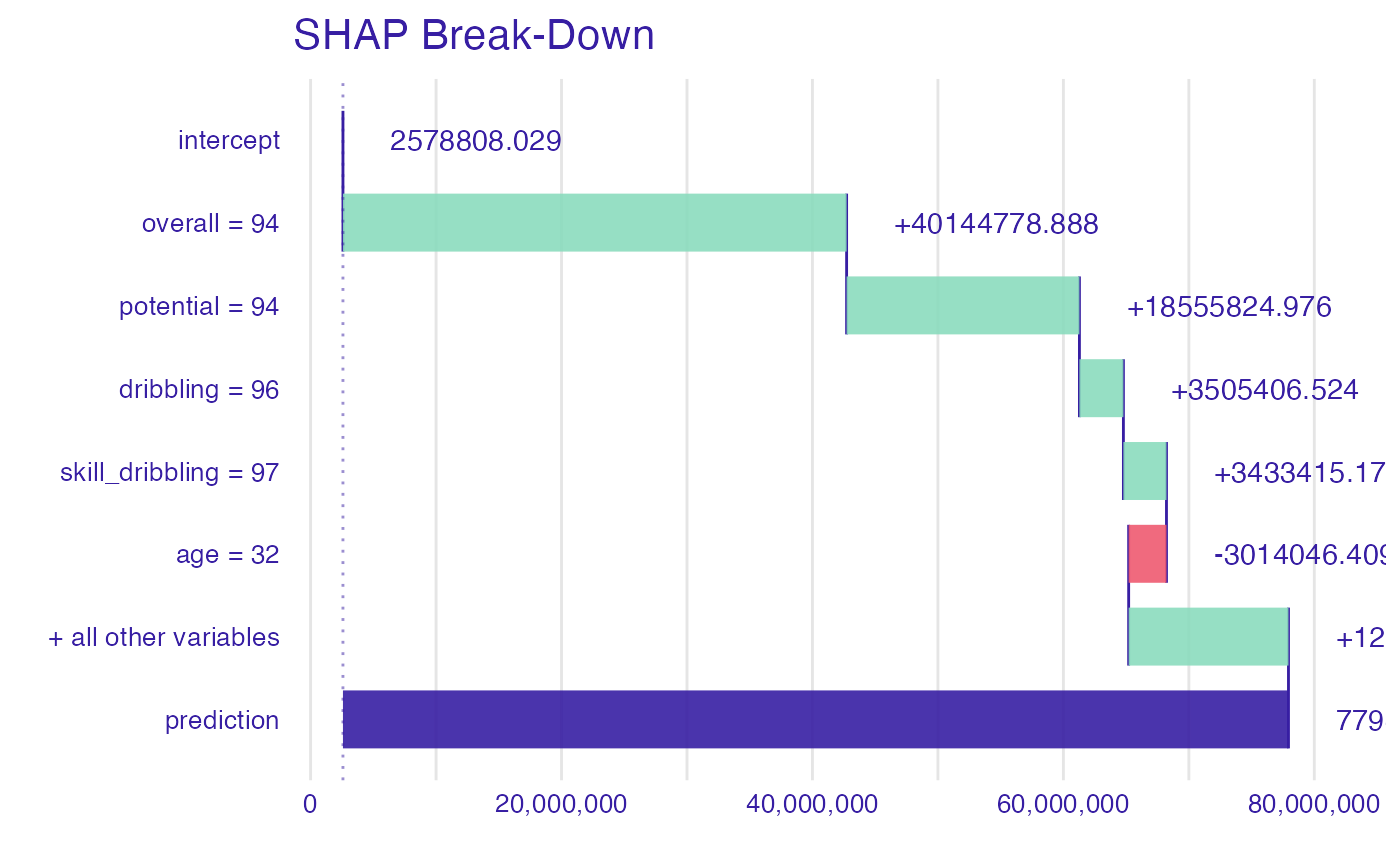 SHAP Break-Down
intercept 2578808.029
overall = 94 +40144778.888
potential = 94 +18555824.976
dribbling = 96 +3505406.524
skill_dribbling = 97 +3433415.17
age = 32 -3014046.409
+ all other variables +12
prediction 779
0 20,000,000 40,000,000 60,000,000 80,000,000